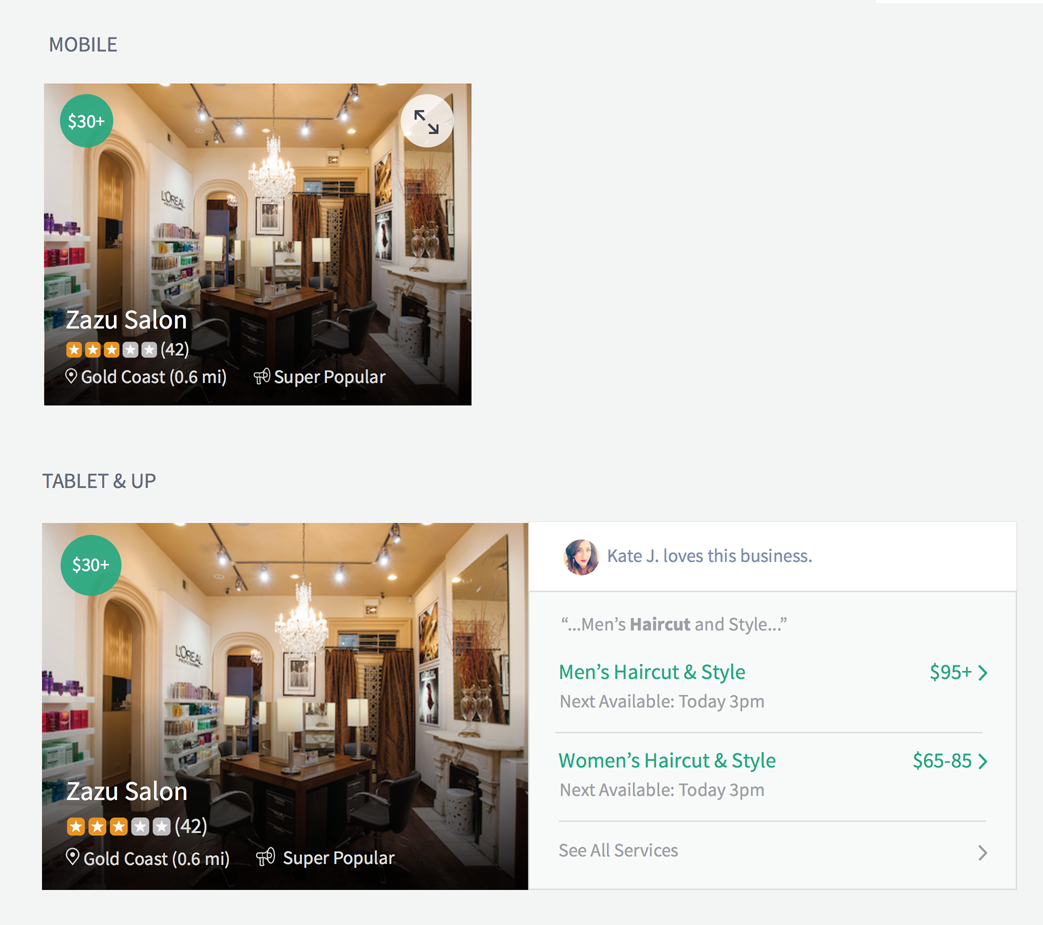 MOBILE
$30+
L'ORÉAL
Zazu Salon
(42)
Gold Coast (0.6 mi)
Super Popular
TABLET & UP
$30+
L'ORÉAL
Zazu Salon
(42)
Gold Coast (0.6 mi)
Super Popular
Kate J. loves this business.
“...Men’s Haircut and Style...”
Men’s Haircut & Style
$95+
Next Available: Today 3pm
Women’s Haircut & Style
$65-85
Next Available: Today 3pm
See All Services